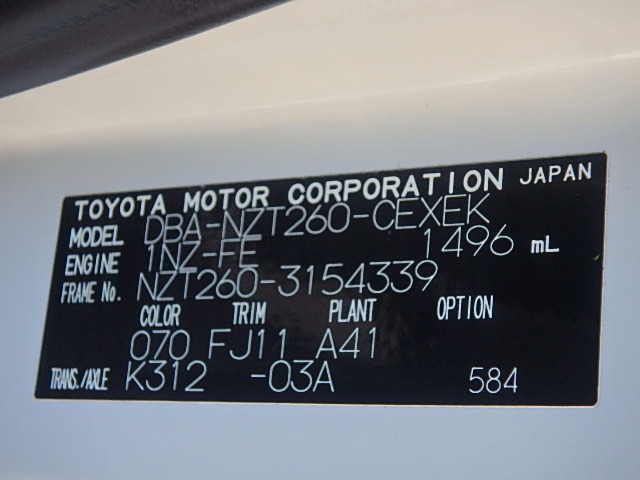 TOYOTA MOTOR CORPORATION JAPAN
MODEL DBA-NZT260-CEXEK
ENGINE 1NZ-FE 1496 mL
FRAME No. NZT260-3154339
COLOR TRIM PLANT OPTION
070 FJ11 A41
TRANS./AXLE K312 -03A 584